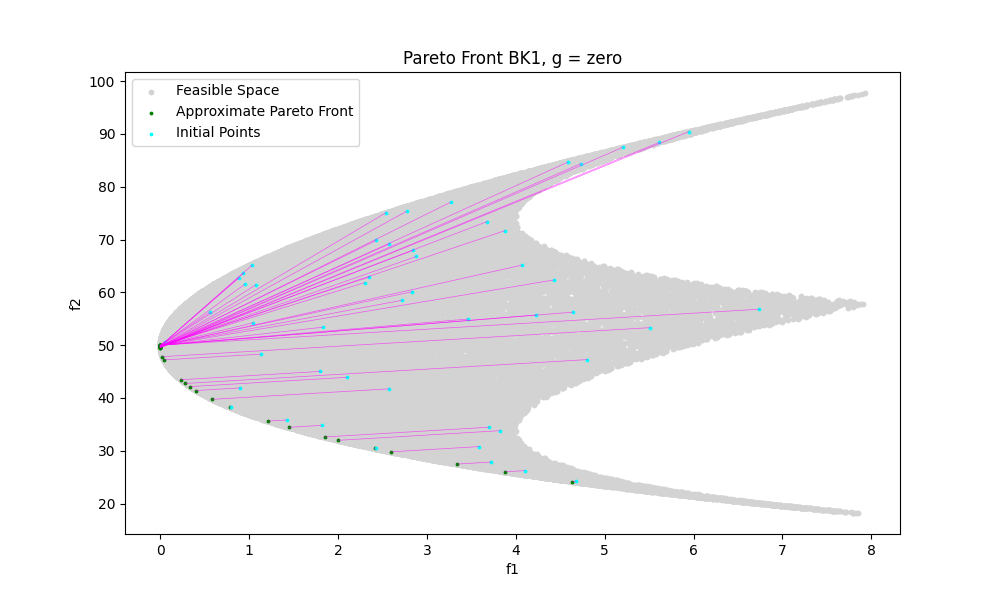 Pareto Front BK1, g = zero
Feasible Space
Approximate Pareto Front
Initial Points
f2
100
90
80
70
60
50
40
30
20
0 1 2 3 4 5 6 7 8
f1